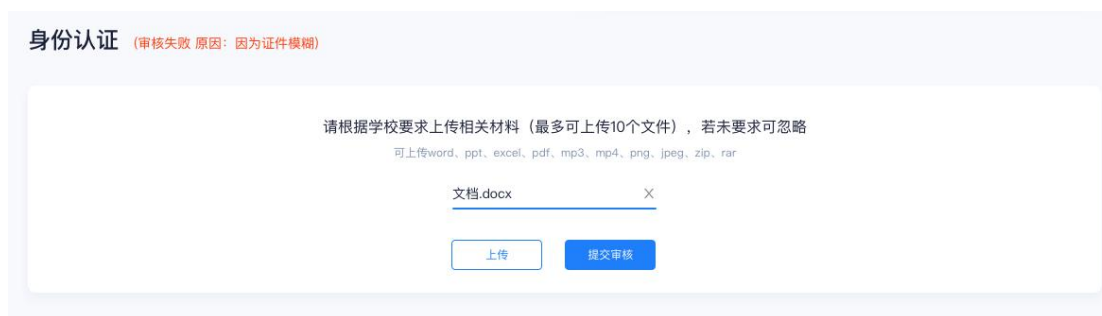 身份认证 (审核失败 原因：因为证件模糊)
请根据学校要求上传相关材料（最多可上传10个文件），若未要求可忽略
可上传word、ppt、excel、pdf、mp3、mp4、png、jpeg、zip、rar
文档.docx ×
上传 提交审核